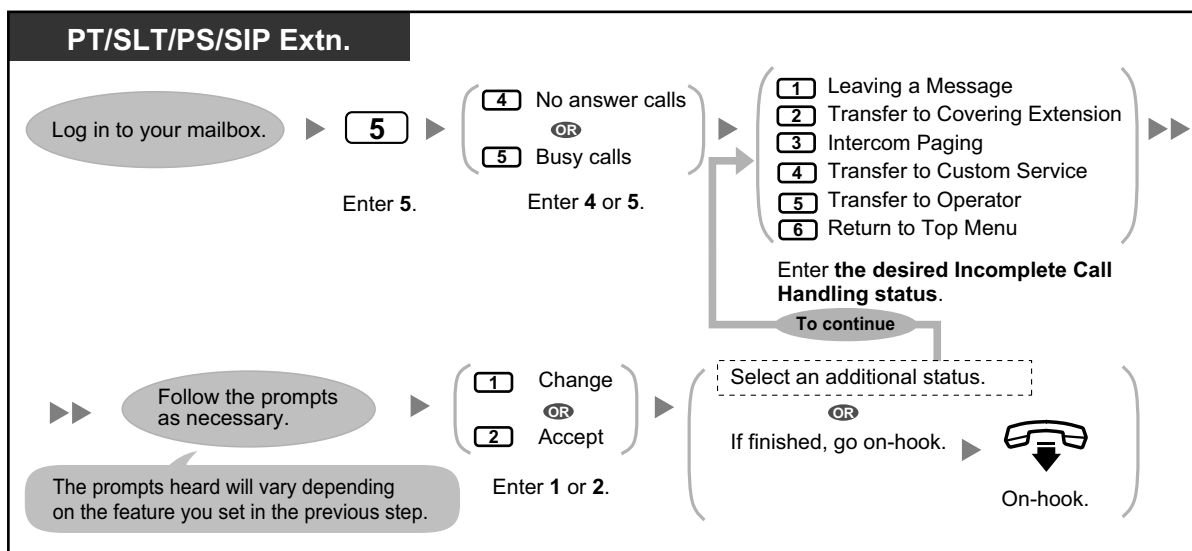 PT/SLT/PS/SIP Extn.
Log in to your mailbox.
5
Enter 5.
4 No answer calls
OR
5 Busy calls
Enter 4 or 5.
1 Leaving a Message
2 Transfer to Covering Extension
3 Intercom Paging
4 Transfer to Custom Service
5 Transfer to Operator
6 Return to Top Menu
Enter the desired Incomplete Call
Handling status.
To continue
Follow the prompts
as necessary.
The prompts heard will vary depending
on the feature you set in the previous step.
1 Change
OR
2 Accept
Enter 1 or 2.
Select an additional status.
OR
If finished, go on-hook.
On-hook.